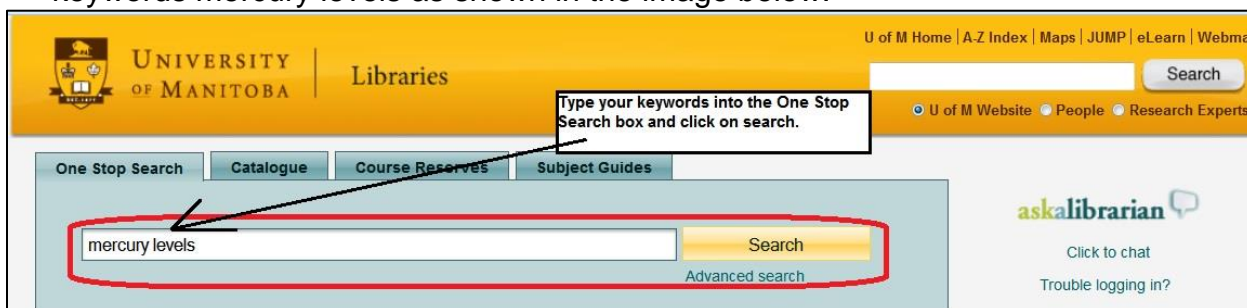 keywords mercury levels as shown in the image below.
U of M Home | A-Z Index | Maps | JUMP | eLearn | Webma
UNIVERSITY
OF MANITOBA
Libraries
Search
Type your keywords into the One Stop
Search box and click on search.
U of M Website People Research Experts
One Stop Search Catalogue Course Reserves Subject Guides
askalibrarian
mercury levels Search
Click to chat
Advanced search
Trouble logging in?